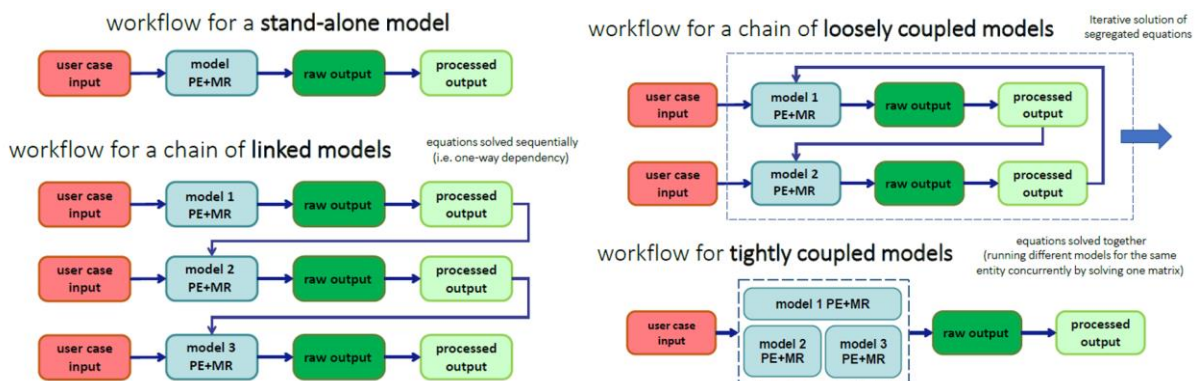 workflow for a stand-alone model
user case
input
model
PE+MR
raw output
processed
output
workflow for a chain of linked models
equations solved sequentially
(i.e. one-way dependency)
user case
input
model 1
PE+MR
raw output
processed
output
user case
input
model 2
PE+MR
raw output
processed
output
user case
input
model 3
PE+MR
raw output
processed
output
workflow for a chain of loosely coupled models
Iterative solution of
segregated equations
user case
input
model 1
PE+MR
raw output
processed
output
user case
input
model 2
PE+MR
raw output
processed
output
workflow for tightly coupled models
equations solved together
(running different models for the same
entity concurrently by solving one matrix)
user case
input
model 1 PE+MR
model 2
PE+MR
model 3
PE+MR
raw output
processed
output